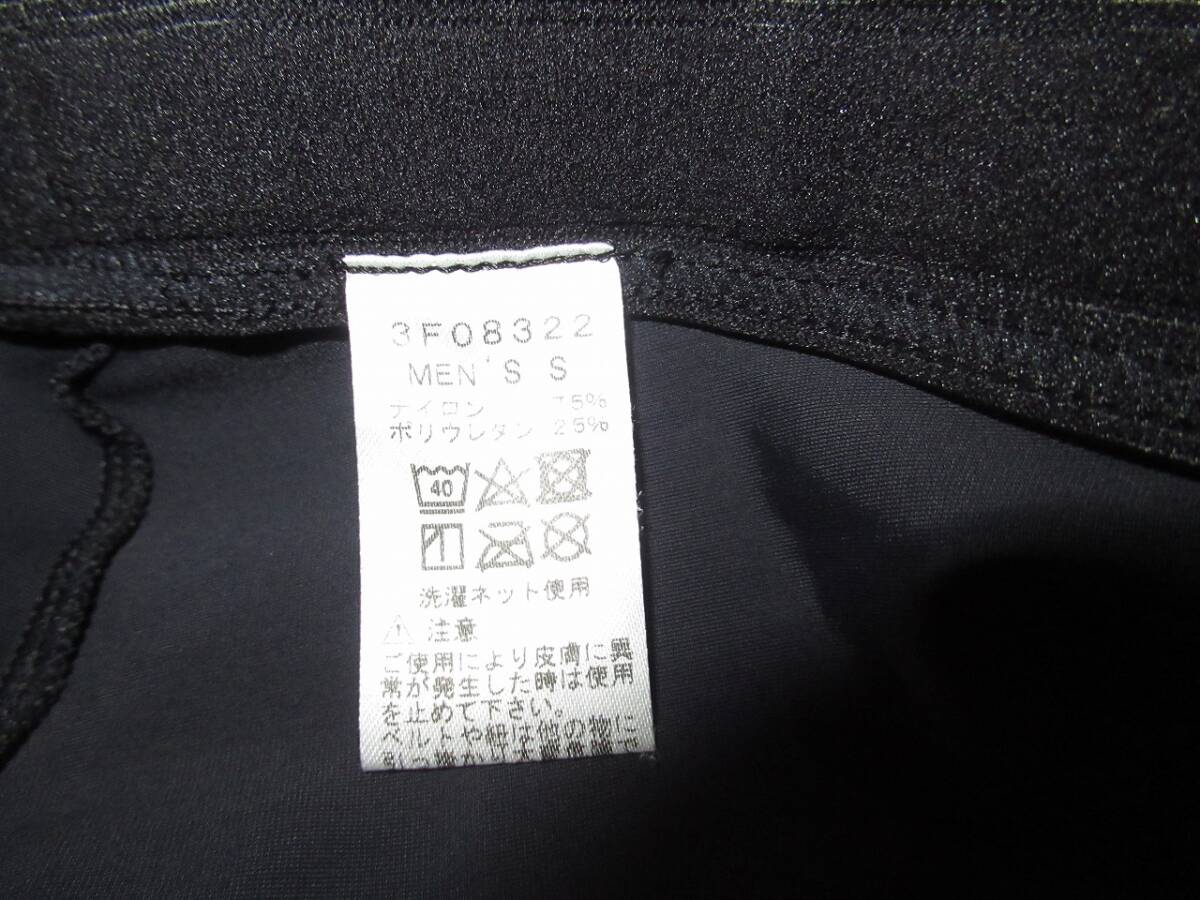 3F08322
MEN'S S
ナイロン 75%
ポリウレタン 25%
40
洗濯ネット使用
注意
ご使用により皮膚に異
常が発生した時は使用
を止めて下さい。
ベルトや紐は他の物に
引っ